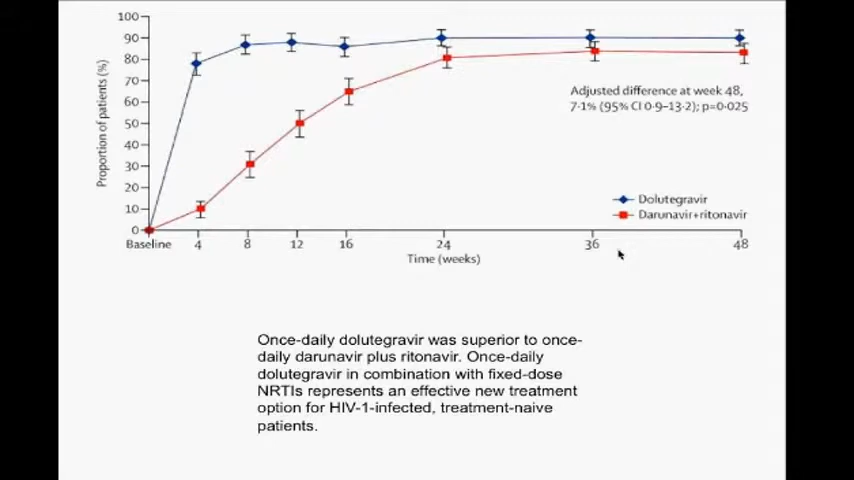 100
90
80
70
60
50
40
30
20
10
0
Proportion of patients (%)
Adjusted difference at week 48,
7·1% (95% CI 0·9–13·2); p=0·025
Dolutegravir
Darunavir+ritonavir
Baseline 4 8 12 16 24 36 48
Time (weeks)
Once-daily dolutegravir was superior to once-
daily darunavir plus ritonavir. Once-daily
dolutegravir in combination with fixed-dose
NRTIs represents an effective new treatment
option for HIV-1-infected, treatment-naive
patients.